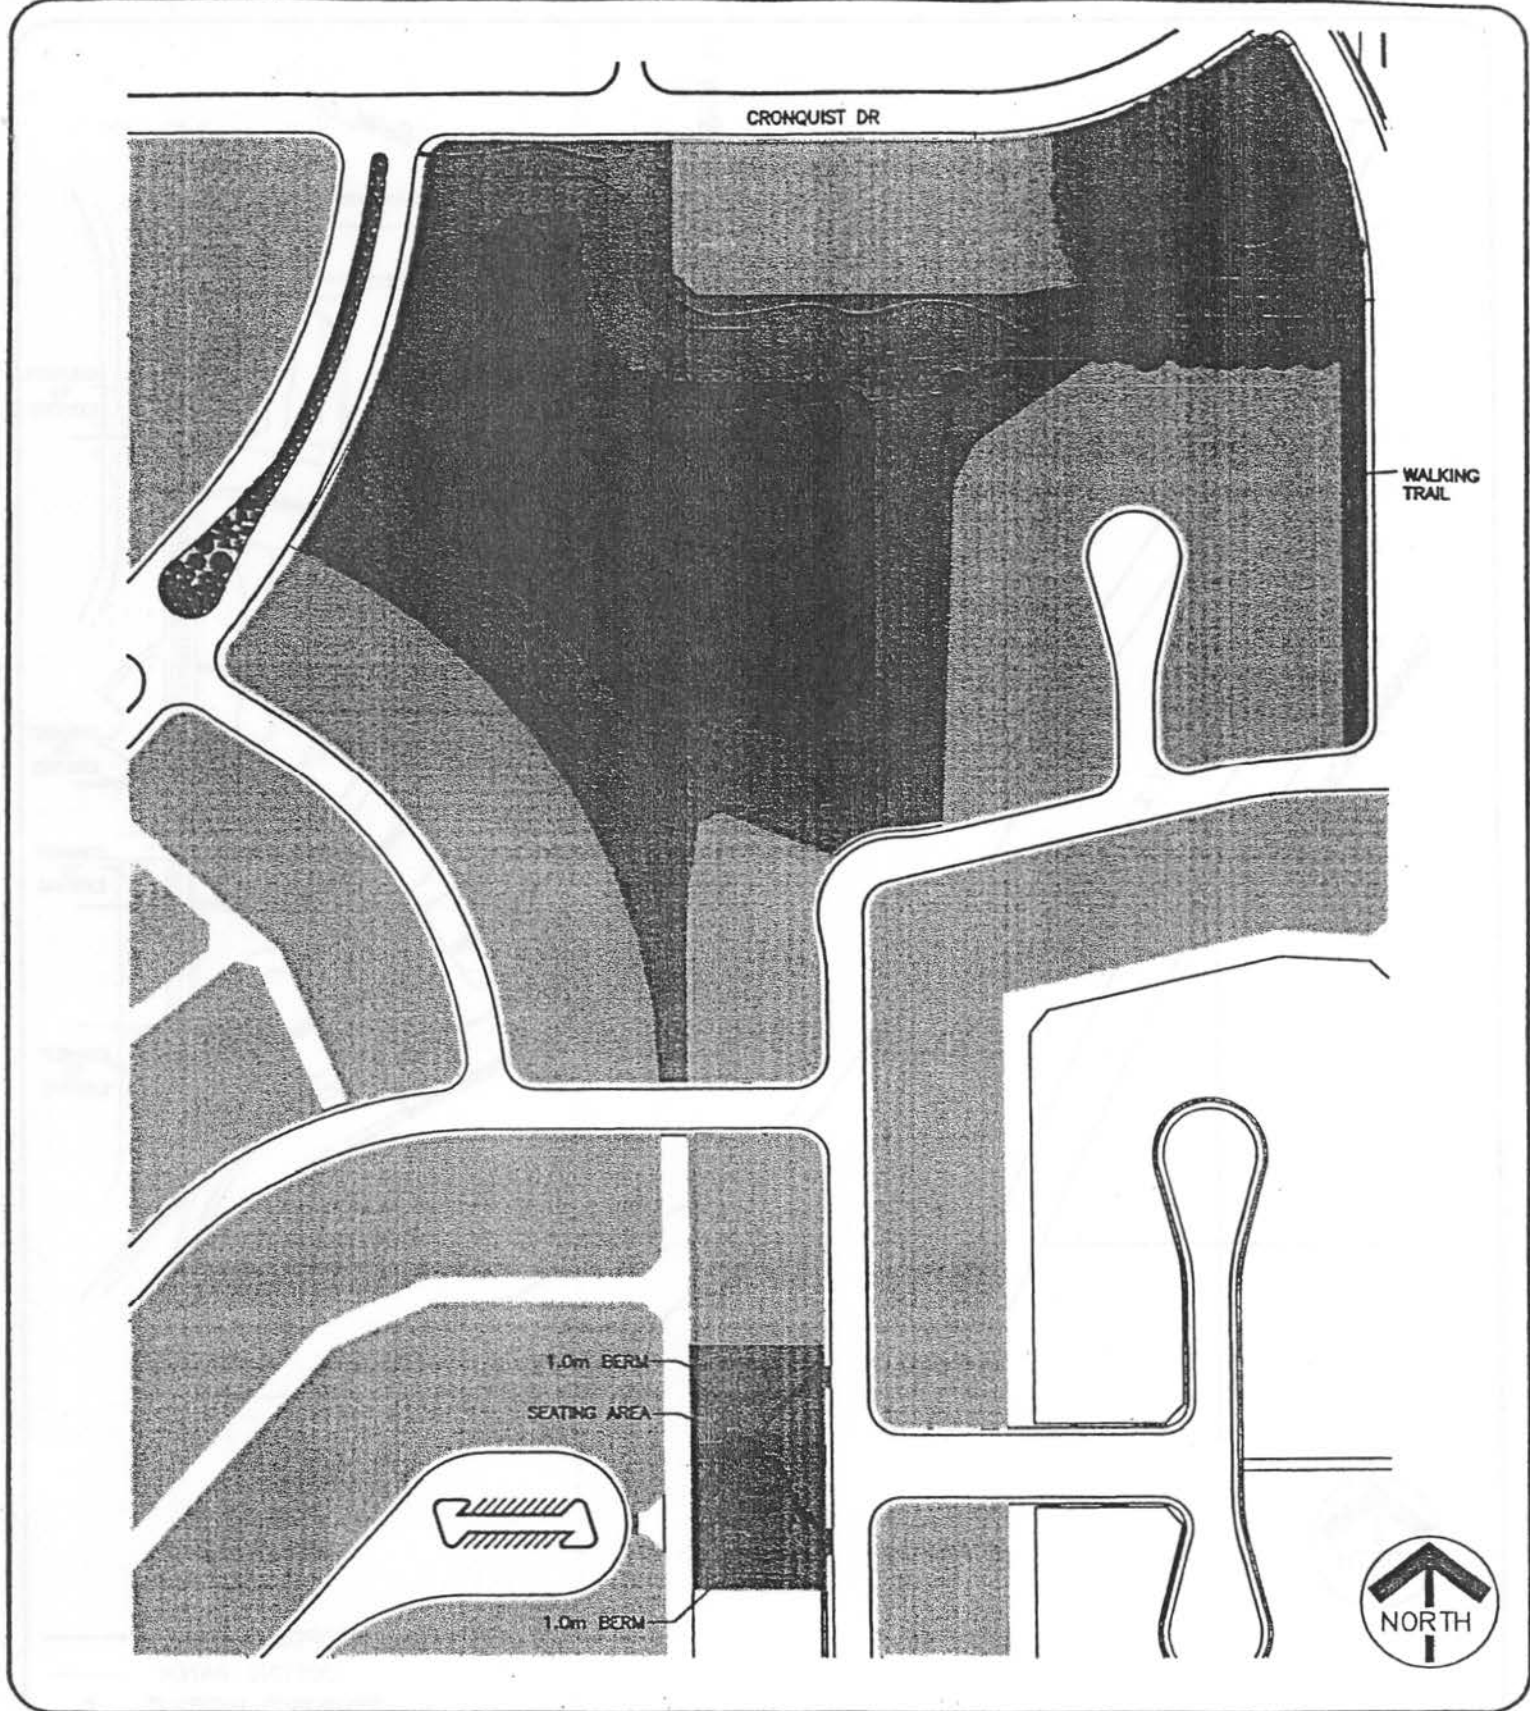 CRONQUIST DR
WALKING
TRAIL
1.0m BERM
SEATING AREA
1.0m BERM
NORTH